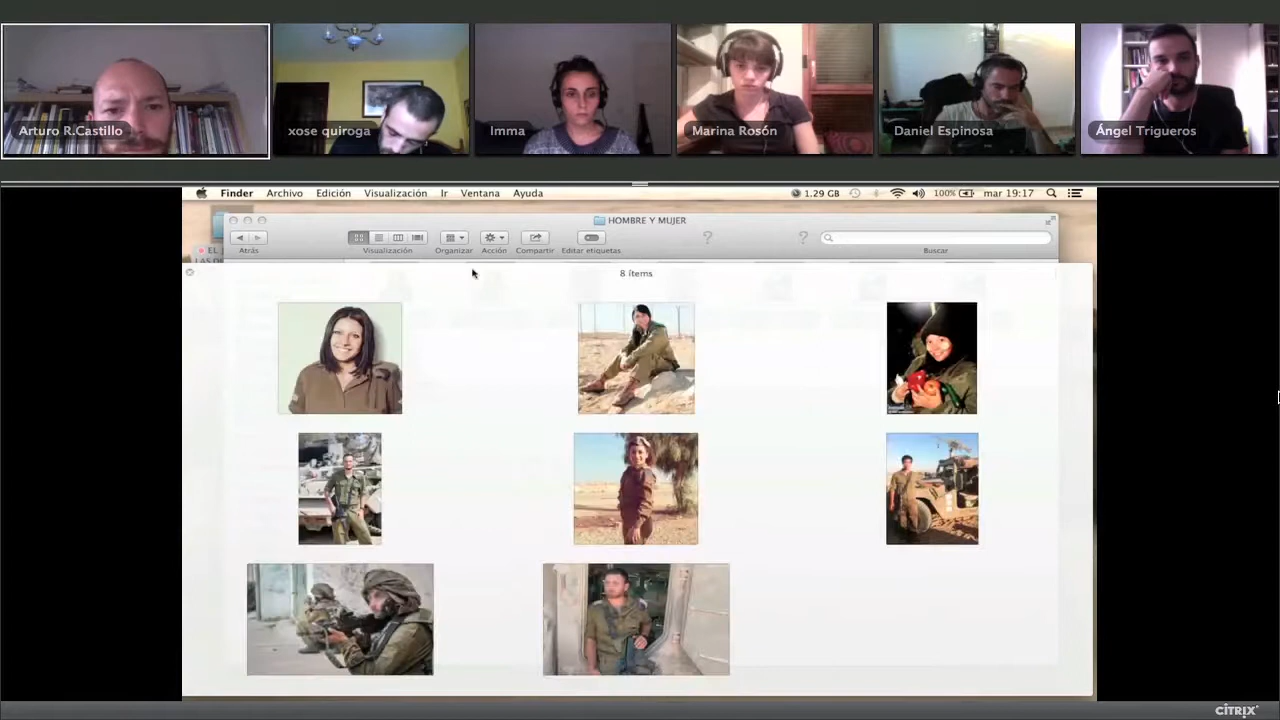 Arturo R.Castillo
xose quiroga
Imma
Marina Rosón
Daniel Espinosa
Ángel Trigueros
Finder Archivo Edición Visualización Ir Ventana Ayuda 1.29 GB 100% mar 19:17
HOMBRE Y MUJER
Atrás Visualización Organizar Acción Compartir Editar etiquetas Buscar
EL
LAS D
8 ítems
CITRIX